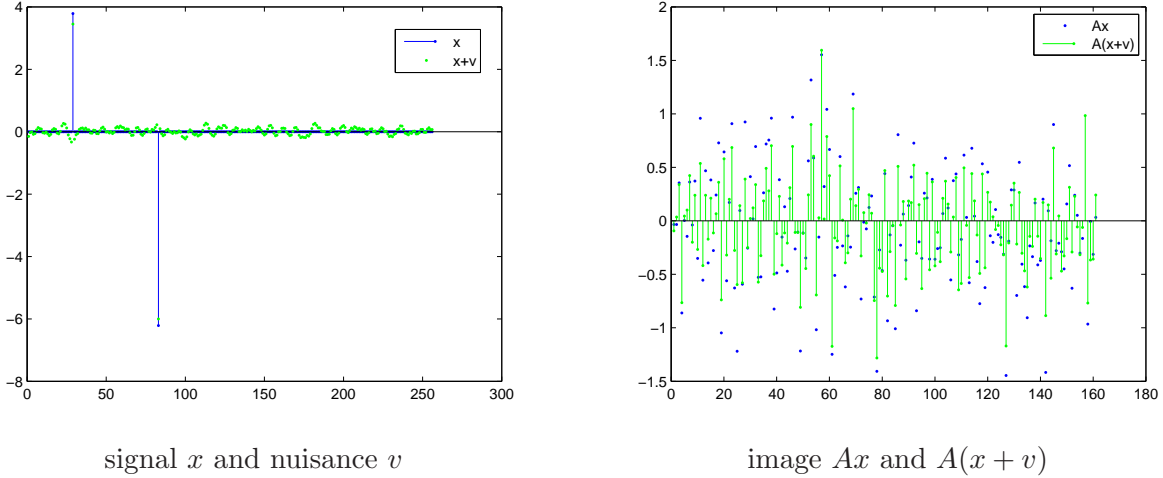 4
2
0
−2
−4
−6
−8
0 50 100 150 200 250 300
x
x+v
signal x and nuisance v
2
1.5
1
0.5
0
−0.5
−1
−1.5
0 20 40 60 80 100 120 140 160 180
Ax
A(x+v)
image Ax and A(x + v)